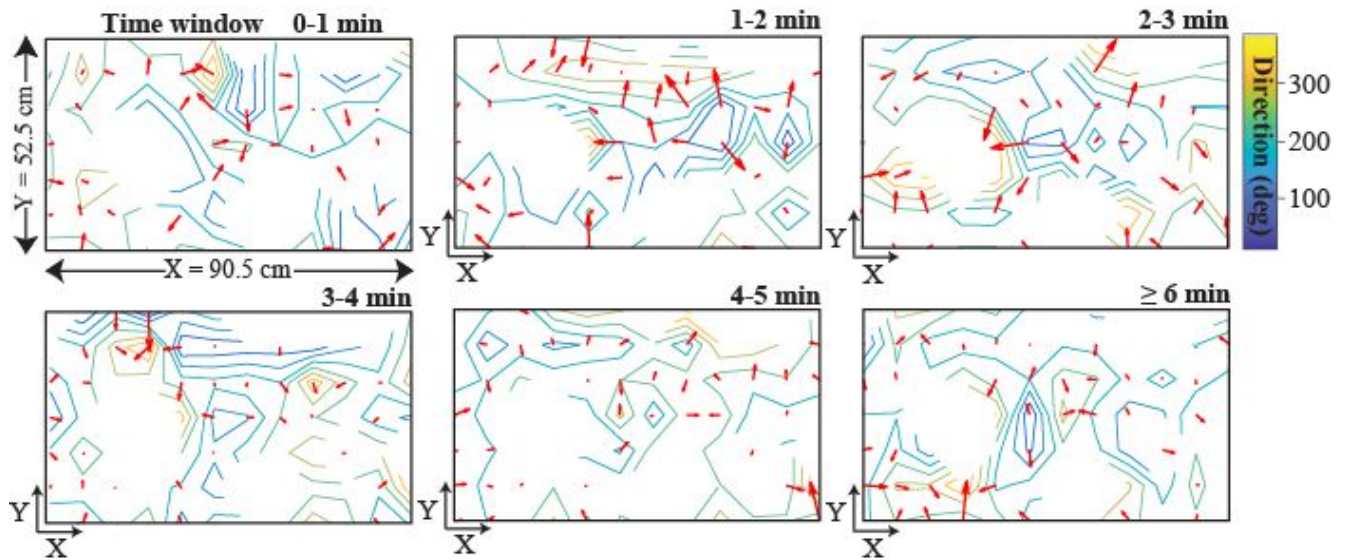 Time window 0-1 min
1-2 min
2-3 min
Y = 52.5 cm
X = 90.5 cm
Y
X
Y
X
Direction (deg)
300
200
100
3-4 min
4-5 min
≥ 6 min
Y
X
Y
X
Y
X